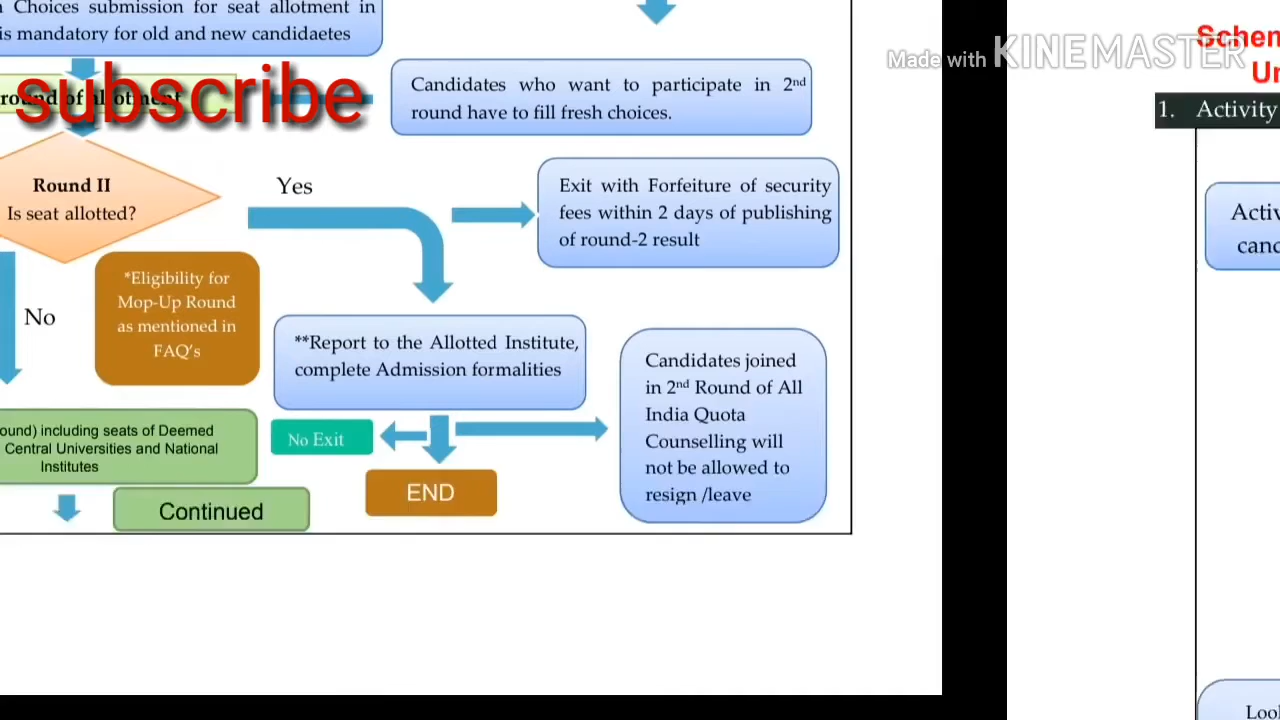 Choices submission for seat allotment in
is mandatory for old and new candidaetes
subscribe
round of allotment
Made with KINEMASTER
Candidates who want to participate in 2nd
round have to fill fresh choices.
Round II
Is seat allotted?
Yes
Exit with Forfeiture of security
fees within 2 days of publishing
of round-2 result
No
*Eligibility for
Mop-Up Round
as mentioned in
FAQ's
**Report to the Allotted Institute,
complete Admission formalities
Candidates joined
in 2nd Round of All
India Quota
Counselling will
not be allowed to
resign /leave
No Exit
END
ound) including seats of Deemed
Central Universities and National
Institutes
Continued
1. Activity